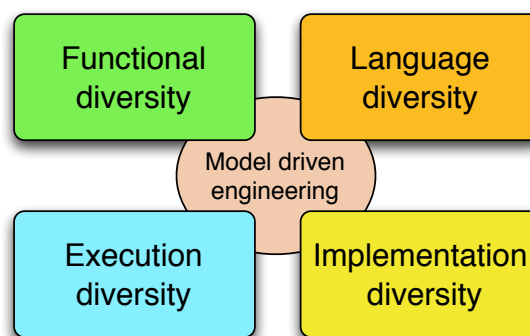 Functional
diversity
Language
diversity
Model driven
engineering
Execution
diversity
Implementation
diversity